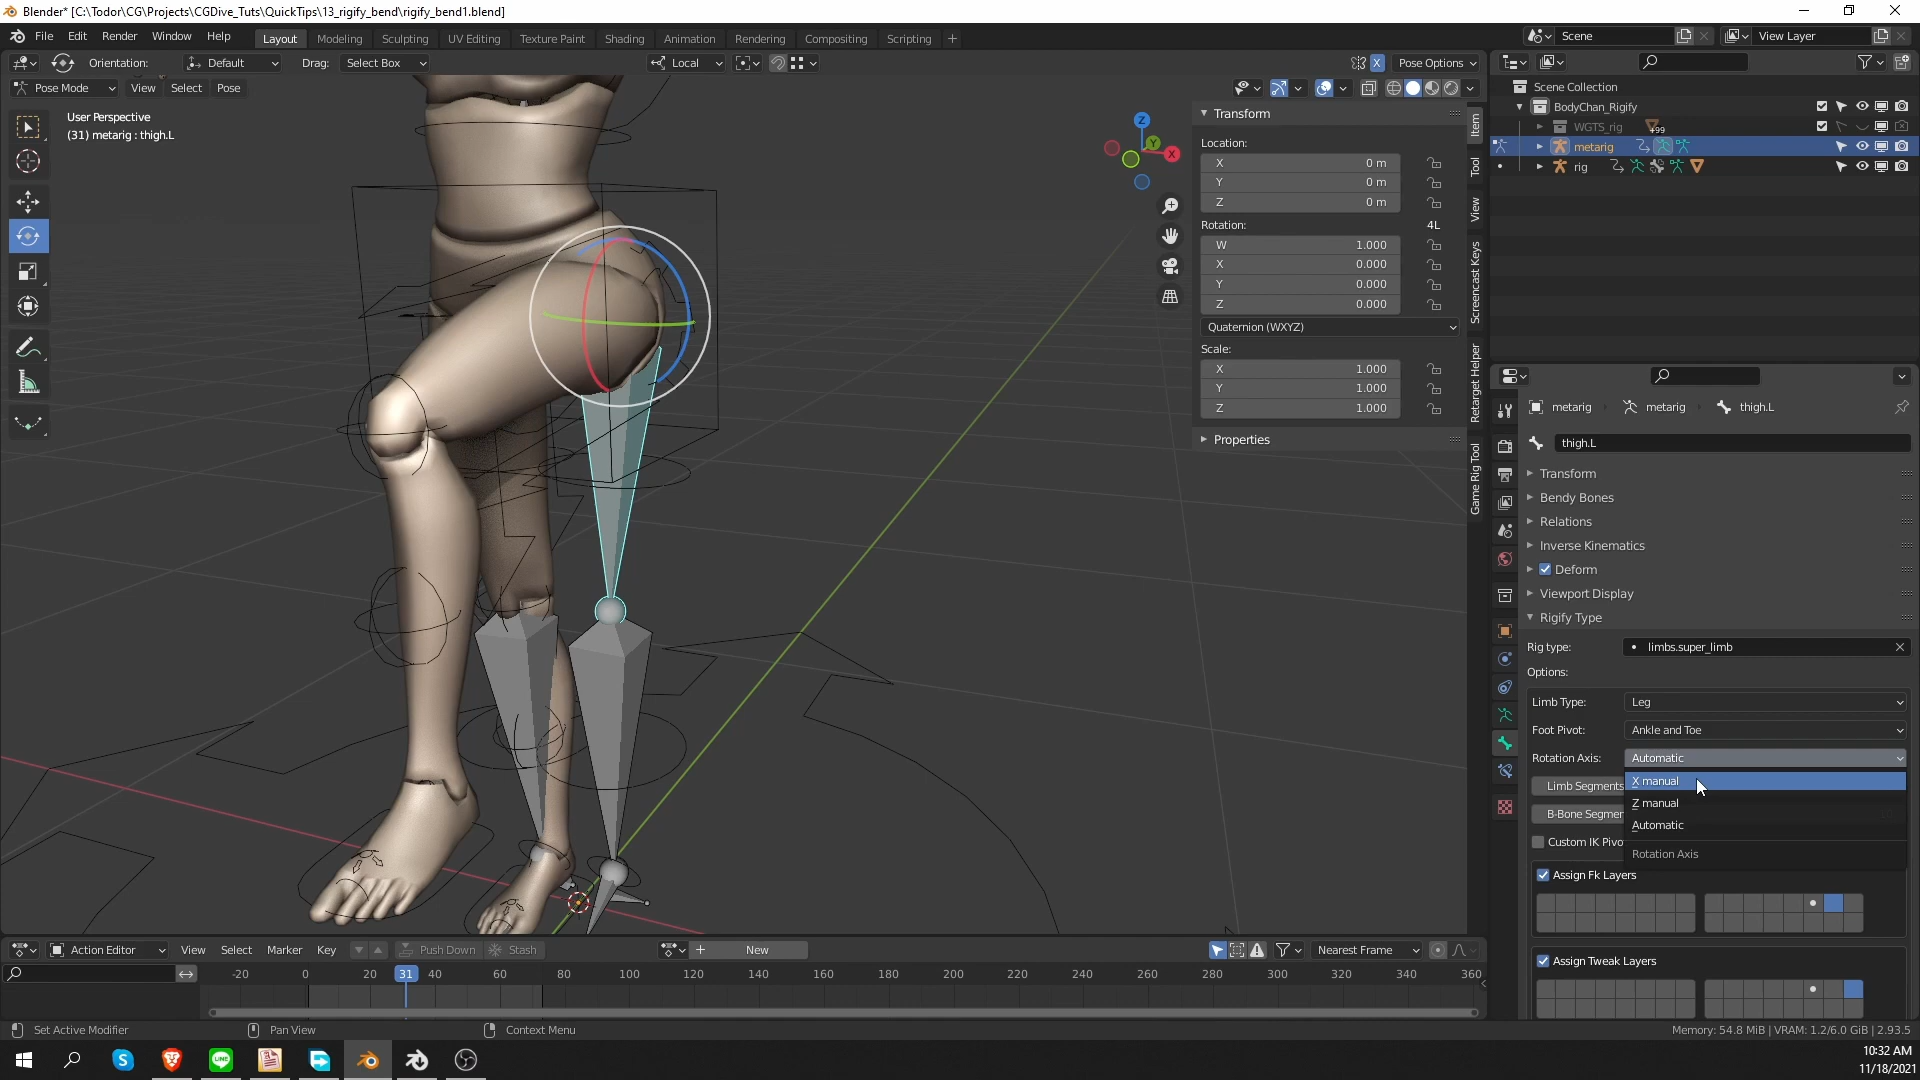 Blender* [C:\Todor\CG\Projects\CGDive_Tuts\QuickTips\13_rigify_bend\rigify_bend1.blend]
File Edit Render Window Help
Layout Modeling Sculpting UV Editing Texture Paint Shading Animation Rendering Compositing Scripting +
Scene
View Layer
Orientation: Default Drag: Select Box
Local
X Pose Options
Pose Mode View Select Pose
User Perspective
(31) metarig : thigh.L
Z
Y
X
Transform
Location:
X 0 m
Y 0 m
Z 0 m
Rotation: 4L
W 1.000
X 0.000
Y 0.000
Z 0.000
Quaternion (WXYZ)
Scale:
X 1.000
Y 1.000
Z 1.000
Properties
Item
Tool
View
Screencast Keys
Retarget Helper
Game Rig Tool
Scene Collection
BodyChan_Rigify
WGTS_rig +99
metarig
rig
metarig metarig thigh.L
thigh.L
Transform
Bendy Bones
Relations
Inverse Kinematics
Deform
Viewport Display
Rigify Type
Rig type: limbs.super_limb
Options:
Limb Type: Leg
Foot Pivot: Ankle and Toe
Rotation Axis: Automatic
X manual
Limb Segments
Z manual
B-Bone Segmer
Automatic
Custom IK Pivo
Rotation Axis
Assign Fk Layers
Assign Tweak Layers
Action Editor View Select Marker Key Push Down Stash + New Nearest Frame
-20 0 20 31 40 60 80 100 120 140 160 180 200 220 240 260 280 300 320 340 360
Set Active Modifier Pan View Context Menu
Memory: 54.8 MiB | VRAM: 1.2/6.0 GiB | 2.93.5
10:32 AM
11/18/2021